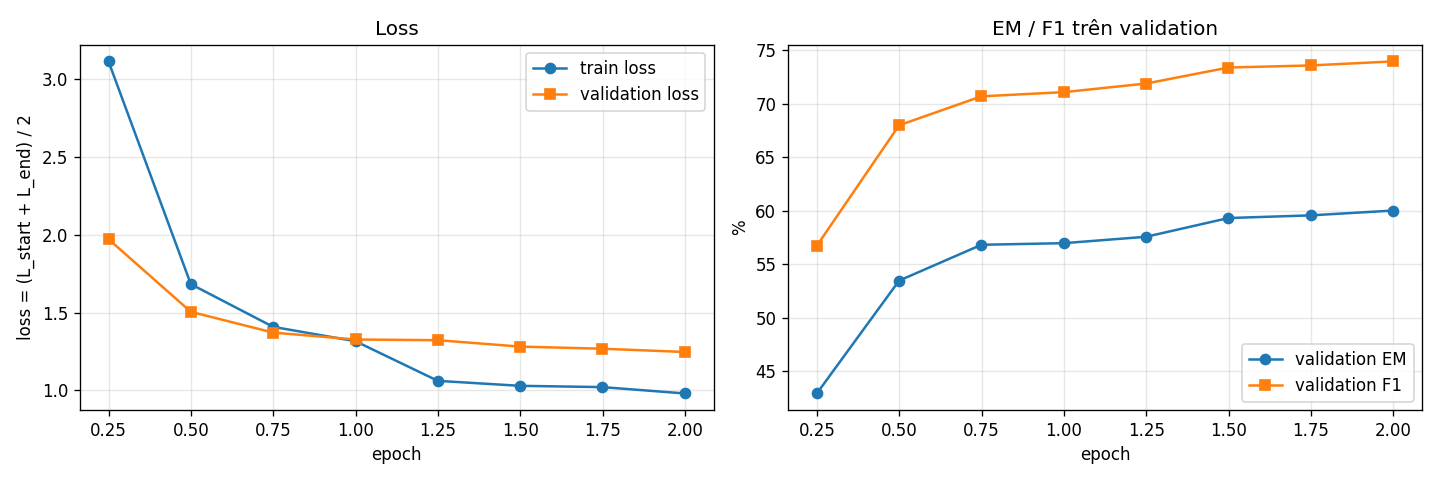 Loss
loss = (L_start + L_end) / 2
3.0
2.5
2.0
1.5
1.0
train loss
validation loss
0.25 0.50 0.75 1.00 1.25 1.50 1.75 2.00
epoch
EM / F1 trên validation
%
75
70
65
60
55
50
45
validation EM
validation F1
0.25 0.50 0.75 1.00 1.25 1.50 1.75 2.00
epoch